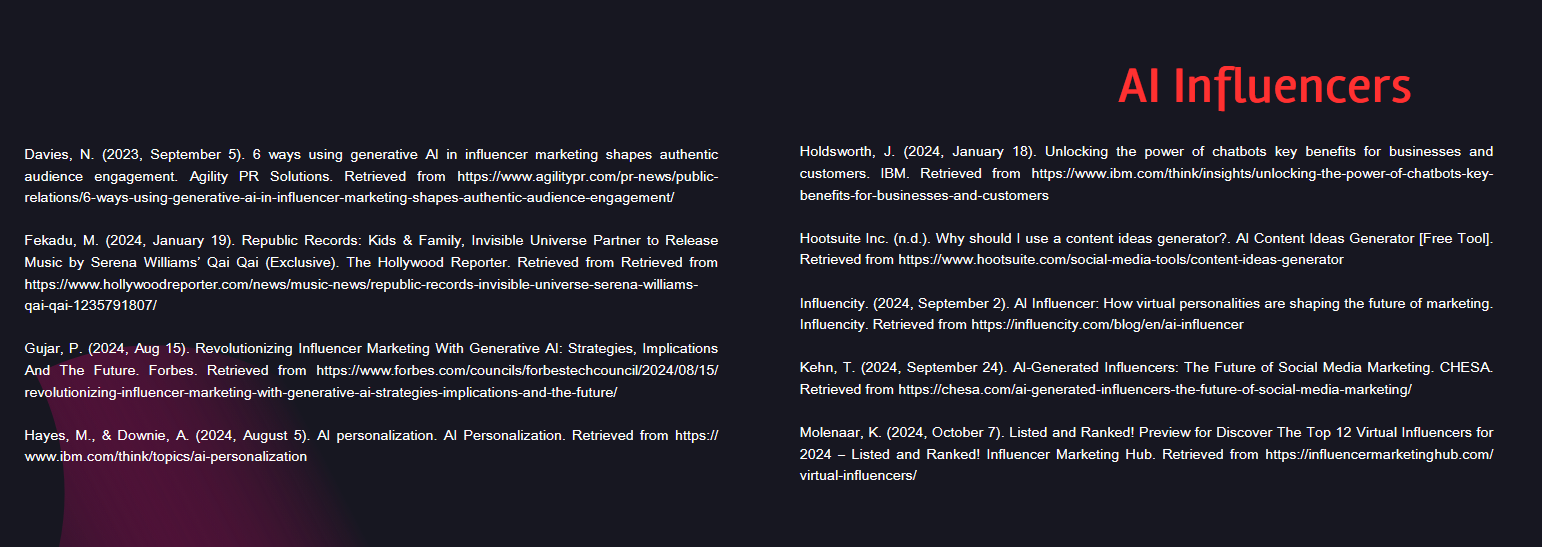 AI Influencers
Davies, N. (2023, September 5). 6 ways using generative AI in influencer marketing shapes authentic
audience engagement. Agility PR Solutions. Retrieved from https://www.agilitypr.com/pr-news/public-
relations/6-ways-using-generative-ai-in-influencer-marketing-shapes-authentic-audience-engagement/
Fekadu, M. (2024, January 19). Republic Records: Kids & Family, Invisible Universe Partner to Release
Music by Serena Williams’ Qai Qai (Exclusive). The Hollywood Reporter. Retrieved from Retrieved from
https://www.hollywoodreporter.com/news/music-news/republic-records-invisible-universe-serena-williams-
qai-qai-1235791807/
Gujar, P. (2024, Aug 15). Revolutionizing Influencer Marketing With Generative AI: Strategies, Implications
And The Future. Forbes. Retrieved from https://www.forbes.com/councils/forbestechcouncil/2024/08/15/
revolutionizing-influencer-marketing-with-generative-ai-strategies-implications-and-the-future/
Hayes, M., & Downie, A. (2024, August 5). AI personalization. AI Personalization. Retrieved from https://
www.ibm.com/think/topics/ai-personalization
Holdsworth, J. (2024, January 18). Unlocking the power of chatbots key benefits for businesses and
customers. IBM. Retrieved from https://www.ibm.com/think/insights/unlocking-the-power-of-chatbots-key-
benefits-for-businesses-and-customers
Hootsuite Inc. (n.d.). Why should I use a content ideas generator?. AI Content Ideas Generator [Free Tool].
Retrieved from https://www.hootsuite.com/social-media-tools/content-ideas-generator
Influencity. (2024, September 2). AI Influencer: How virtual personalities are shaping the future of marketing.
Influencity. Retrieved from https://influencity.com/blog/en/ai-influencer
Kehn, T. (2024, September 24). AI-Generated Influencers: The Future of Social Media Marketing. CHESA.
Retrieved from https://chesa.com/ai-generated-influencers-the-future-of-social-media-marketing/
Molenaar, K. (2024, October 7). Listed and Ranked! Preview for Discover The Top 12 Virtual Influencers for
2024 – Listed and Ranked! Influencer Marketing Hub. Retrieved from https://influencermarketinghub.com/
virtual-influencers/